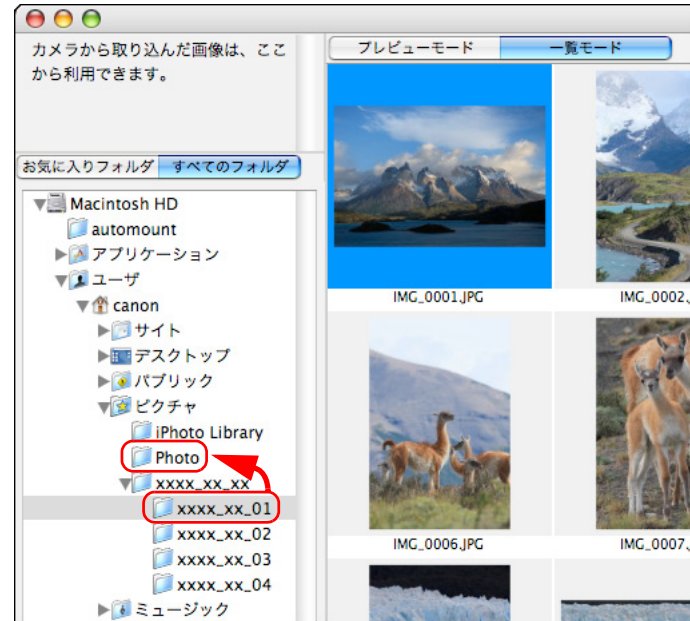 カメラから取り込んだ画像は、ここ
から利用できます。
プレビューモード
一覧モード
お気に入りフォルダ
すべてのフォルダ
Macintosh HD
automount
アプリケーション
ユーザ
canon
サイト
デスクトップ
パブリック
ピクチャ
iPhoto Library
Photo
xxxx_xx_xx
xxxx_xx_01
xxxx_xx_02
xxxx_xx_03
xxxx_xx_04
ミュージック
IMG_0001.JPG
IMG_0002.
IMG_0006.JPG
IMG_0007.